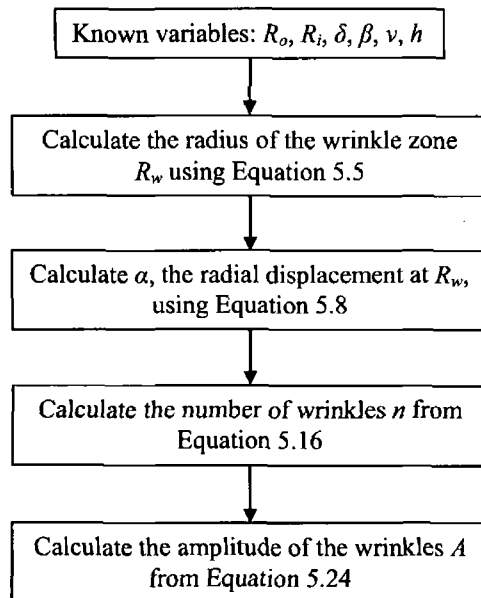 Known variables: R_o, R_i, δ, β, ν, h
Calculate the radius of the wrinkle zone
R_w using Equation 5.5
Calculate α, the radial displacement at R_w,
using Equation 5.8
Calculate the number of wrinkles n from
Equation 5.16
Calculate the amplitude of the wrinkles A
from Equation 5.24